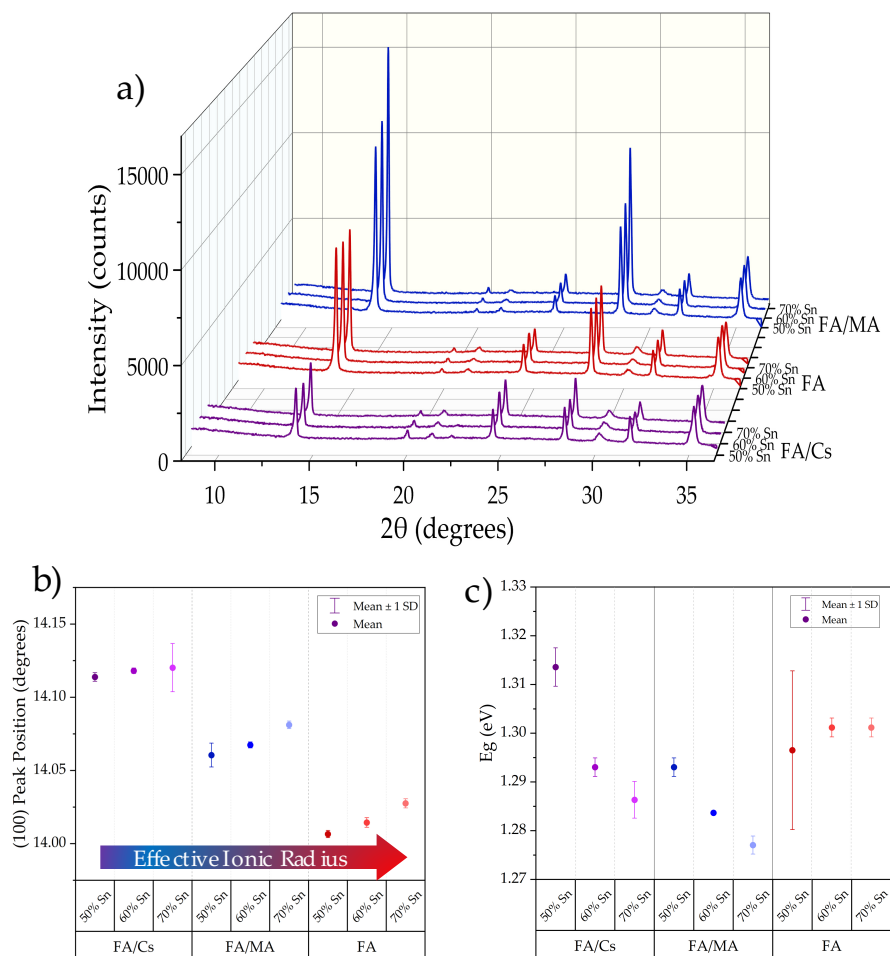 a)
Intensity (counts)
15000
10000
5000
0
10
15
20
25
30
35
2θ (degrees)
70% Sn
60% Sn
50% Sn
FA/MA
70% Sn
60% Sn
50% Sn
FA
70% Sn
60% Sn
50% Sn
FA/Cs
b)
(100) Peak Position (degrees)
14.15
14.10
14.05
14.00
Mean ± 1 SD
Mean
Effective Ionic Radius
50% Sn
60% Sn
70% Sn
50% Sn
60% Sn
70% Sn
50% Sn
60% Sn
70% Sn
FA/Cs
FA/MA
FA
c)
Eg (eV)
1.33
1.32
1.31
1.30
1.29
1.28
1.27
Mean ± 1 SD
Mean
50% Sn
60% Sn
70% Sn
50% Sn
60% Sn
70% Sn
50% Sn
60% Sn
70% Sn
FA/Cs
FA/MA
FA